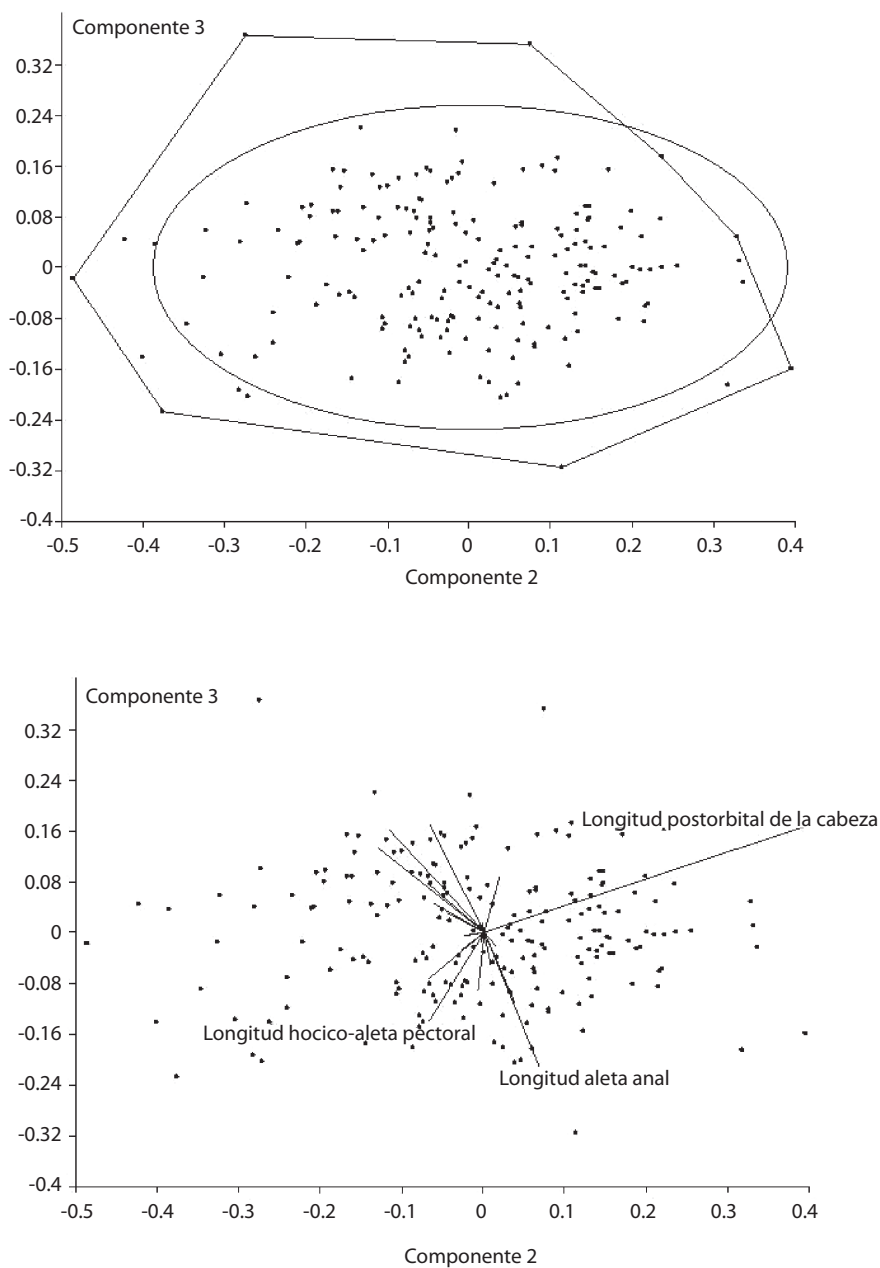 Componente 3
0.32
0.24
0.16
0.08
0
-0.08
-0.16
-0.24
-0.32
-0.4
-0.5 -0.4 -0.3 -0.2 -0.1 0 0.1 0.2 0.3 0.4
Componente 2
Componente 3
0.32
0.24
0.16
Longitud postorbital de la cabeza
0.08
0
-0.08
-0.16
Longitud hocico-aleta pectoral
Longitud aleta anal
-0.24
-0.32
-0.4
-0.5 -0.4 -0.3 -0.2 -0.1 0 0.1 0.2 0.3 0.4
Componente 2